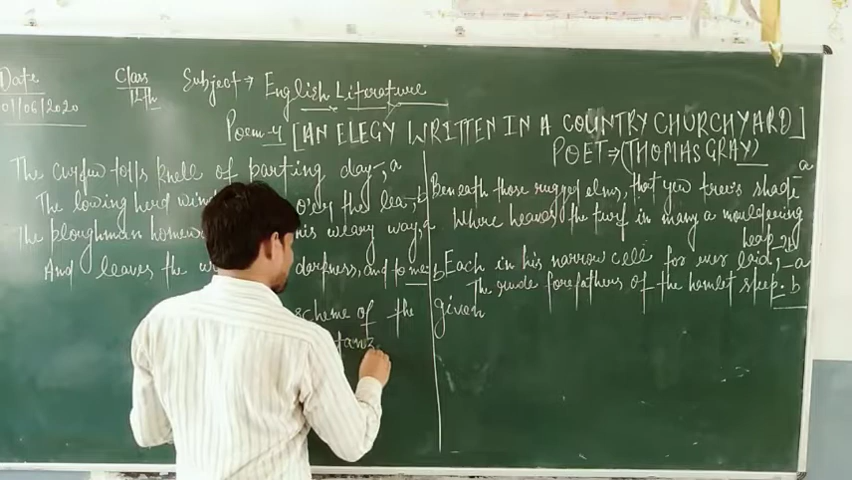 Date
01/06/2020
Class
12th
Subject → English Literature
Poem-4 [AN ELEGY WRITTEN IN A COUNTRY CHURCHYARD]
POET → (THOMAS GRAY)
The curfew tolls knell of parting day-, a
The lowing herd wind o'er the lea-, b
The ploughman homew his weary way, a
And leaves the w darkness, and to me- b
scheme of the given
stanz
Beneath those rugged elms, that yew tree's shade - a
Where heaves the turf in many a mouldering
heap, - b
Each in his narrow cell for ever laid, - a
The rude forefathers of the hamlet sleep. - b